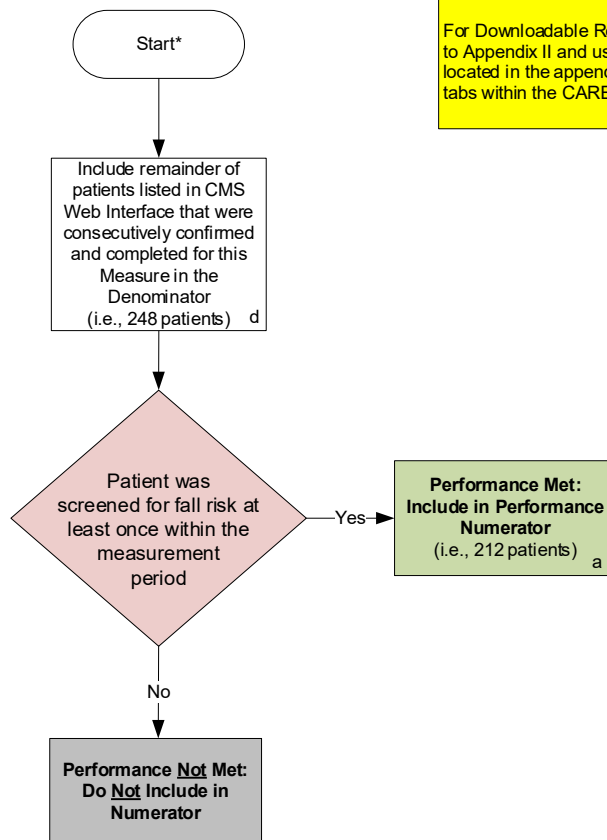 Start*
For Downloadable
to Appendix II and
located in the
tabs within the
Include remainder of
patients listed in CMS
Web Interface that were
consecutively confirmed
and completed for this
Measure in the
Denominator
(i.e., 248 patients) d
Patient was
screened for fall risk at
least once within the
measurement
period
Yes
Performance Met:
Include in Performance
Numerator
(i.e., 212 patients)
a
No
Performance Not Met:
Do Not Include in
Numerator